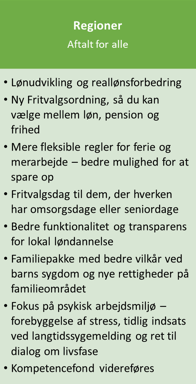 Regioner
Aftalt for alle
• Lønudvikling og reallønsforbedring
• Ny Fritvalgsordning, så du kan
vælge mellem løn, pension og
frihed
• Mere fleksible regler for ferie og
merarbejde – bedre mulighed for at
spare op
• Fritvalgsdag til dem, der hverken
har omsorgsdage eller seniordage
• Bedre funktionalitet og transparens
for lokal løndannelse
• Familiepakke med bedre vilkår ved
barns sygdom og nye rettigheder på
familieområdet
• Fokus på psykisk arbejdsmiljø –
forebyggelse af stress, tidlig indsats
ved langtidssygemelding og ret til
dialog om livsfase
• Kompetencefond videreføres